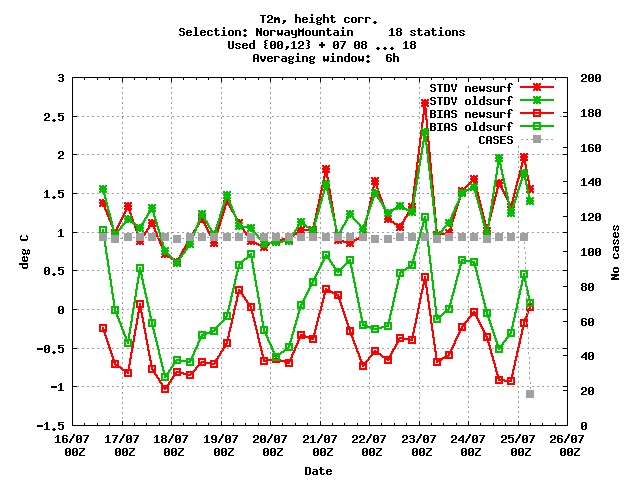 T2m, height corr.
Selection: NorwayMountain     18 stations
Used {00,12} + 07 08 ... 18
Averaging window:  6h
STDV newsurf
STDV oldsurf
BIAS newsurf
BIAS oldsurf
CASES
3
2.5
2
1.5
1
0.5
0
-0.5
-1
-1.5
deg C
200
180
160
140
120
100
80
60
40
20
0
No cases
16/07 17/07 18/07 19/07 20/07 21/07 22/07 23/07 24/07 25/07 26/07
00Z 00Z 00Z 00Z 00Z 00Z 00Z 00Z 00Z 00Z 00Z
Date